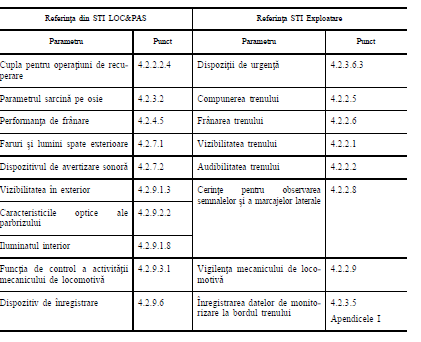 Referința din STI LOC&PAS Referința STI Exploatare
Parametru Punct Parametru Punct
Cupla pentru operațiuni de recu- 4.2.2.2.4 Dispoziții de urgență 4.2.3.6.3
perare
Parametrul sarcină pe osie 4.2.3.2 Compunerea trenului 4.2.2.5
Performanța de frânare 4.2.4.5 Frânarea trenului 4.2.2.6
Faruri și lumini spate exterioare 4.2.7.1 Vizibilitatea trenului 4.2.2.1
Dispozitivul de avertizare sonoră 4.2.7.2 Audibilitatea trenului 4.2.2.2
Vizibilitatea în exterior 4.2.9.1.3 Cerințe pentru observarea 4.2.2.8
semnalelor și a marcajelor laterale
Caracteristicile optice ale 4.2.9.2.2
parbrizului
Iluminatul interior 4.2.9.1.8
Funcția de control a activității 4.2.9.3.1 Vigilența mecanicului de loco- 4.2.2.9
mecanicului de locomotivă motivă
Dispozitiv de înregistrare 4.2.9.6 Înregistrarea datelor de monito- 4.2.3.5
rizare la bordul trenului Apendicele I